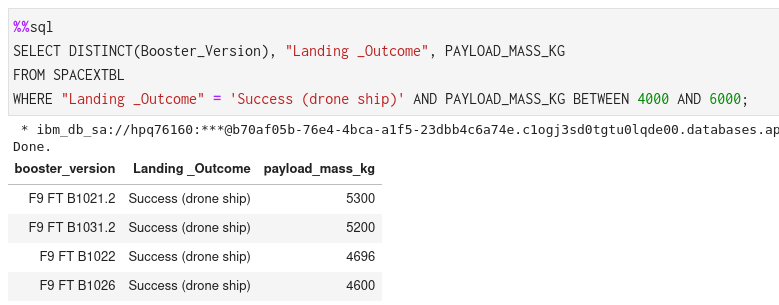 %%sql
SELECT DISTINCT(Booster_Version), "Landing _Outcome", PAYLOAD_MASS_KG
FROM SPACEXTBL
WHERE "Landing _Outcome" = 'Success (drone ship)' AND PAYLOAD_MASS_KG BETWEEN 4000 AND 6000;
* ibm_db_sa://hpq76160:***@b70af05b-76e4-4bca-a1f5-23dbb4c6a74e.c1ogj3sd0tgtu0lqde00.databases.ap
Done.
booster_version Landing _Outcome payload_mass_kg
F9 FT B1021.2 Success (drone ship) 5300
F9 FT B1031.2 Success (drone ship) 5200
F9 FT B1022 Success (drone ship) 4696
F9 FT B1026 Success (drone ship) 4600